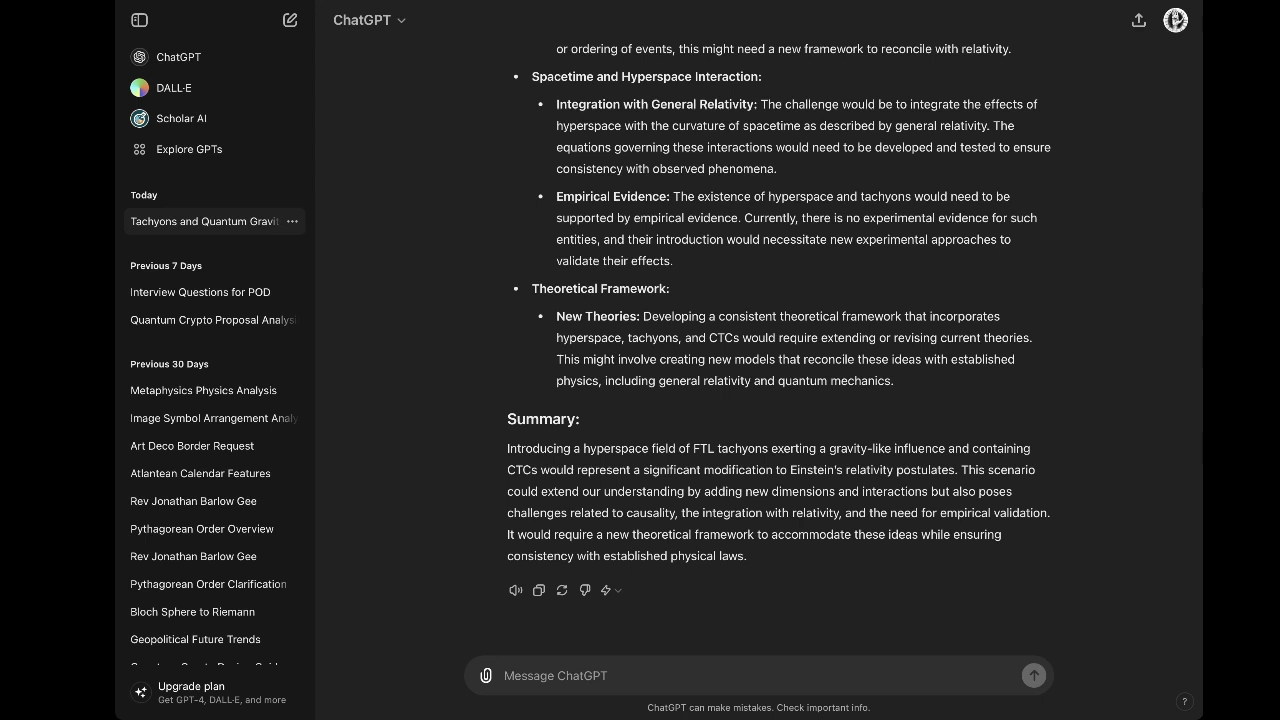 ChatGPT
ChatGPT
DALL·E
Scholar AI
Explore GPTs
Today
Tachyons and Quantum Gravit
Previous 7 Days
Interview Questions for POD
Quantum Crypto Proposal Analysi
Previous 30 Days
Metaphysics Physics Analysis
Image Symbol Arrangement Analy
Art Deco Border Request
Atlantean Calendar Features
Rev Jonathan Barlow Gee
Pythagorean Order Overview
Rev Jonathan Barlow Gee
Pythagorean Order Clarification
Bloch Sphere to Riemann
Geopolitical Future Trends
Upgrade plan
Get GPT-4, DALL·E, and more
or ordering of events, this might need a new framework to reconcile with relativity.
• Spacetime and Hyperspace Interaction:
• Integration with General Relativity: The challenge would be to integrate the effects of
hyperspace with the curvature of spacetime as described by general relativity. The
equations governing these interactions would need to be developed and tested to ensure
consistency with observed phenomena.
• Empirical Evidence: The existence of hyperspace and tachyons would need to be
supported by empirical evidence. Currently, there is no experimental evidence for such
entities, and their introduction would necessitate new experimental approaches to
validate their effects.
• Theoretical Framework:
• New Theories: Developing a consistent theoretical framework that incorporates
hyperspace, tachyons, and CTCs would require extending or revising current theories.
This might involve creating new models that reconcile these ideas with established
physics, including general relativity and quantum mechanics.
Summary:
Introducing a hyperspace field of FTL tachyons exerting a gravity-like influence and containing
CTCs would represent a significant modification to Einstein's relativity postulates. This scenario
could extend our understanding by adding new dimensions and interactions but also poses
challenges related to causality, the integration with relativity, and the need for empirical validation.
It would require a new theoretical framework to accommodate these ideas while ensuring
consistency with established physical laws.
Message ChatGPT
ChatGPT can make mistakes. Check important info.
?